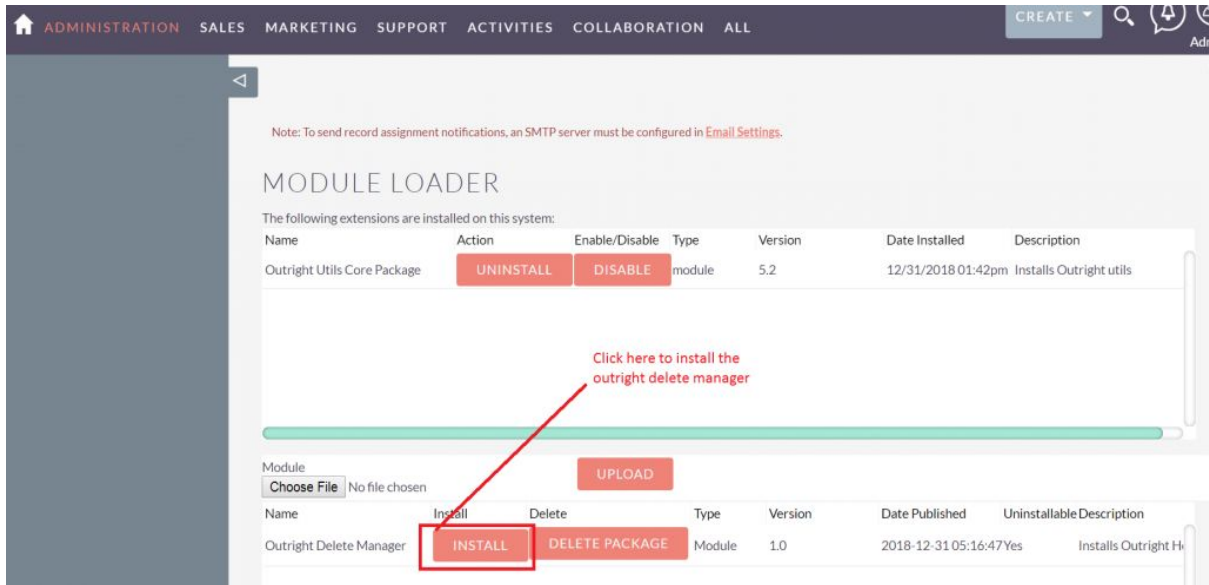 ADMINISTRATION SALES MARKETING SUPPORT ACTIVITIES COLLABORATION ALL CREATE 4
Note: To send record assignment notifications, an SMTP server must be configured in Email Settings.
MODULE LOADER
The following extensions are installed on this system:
Name Action Enable/Disable Type Version Date Installed Description
Outright Utils Core Package UNINSTALL DISABLE module 5.2 12/31/2018 01:42pm Installs Outright utils
Click here to install the
outright delete manager
Module
Choose File No file chosen UPLOAD
Name Install Delete Type Version Date Published Uninstallable Description
Outright Delete Manager INSTALL DELETE PACKAGE Module 1.0 2018-12-31 05:16:47 Yes Installs Outright